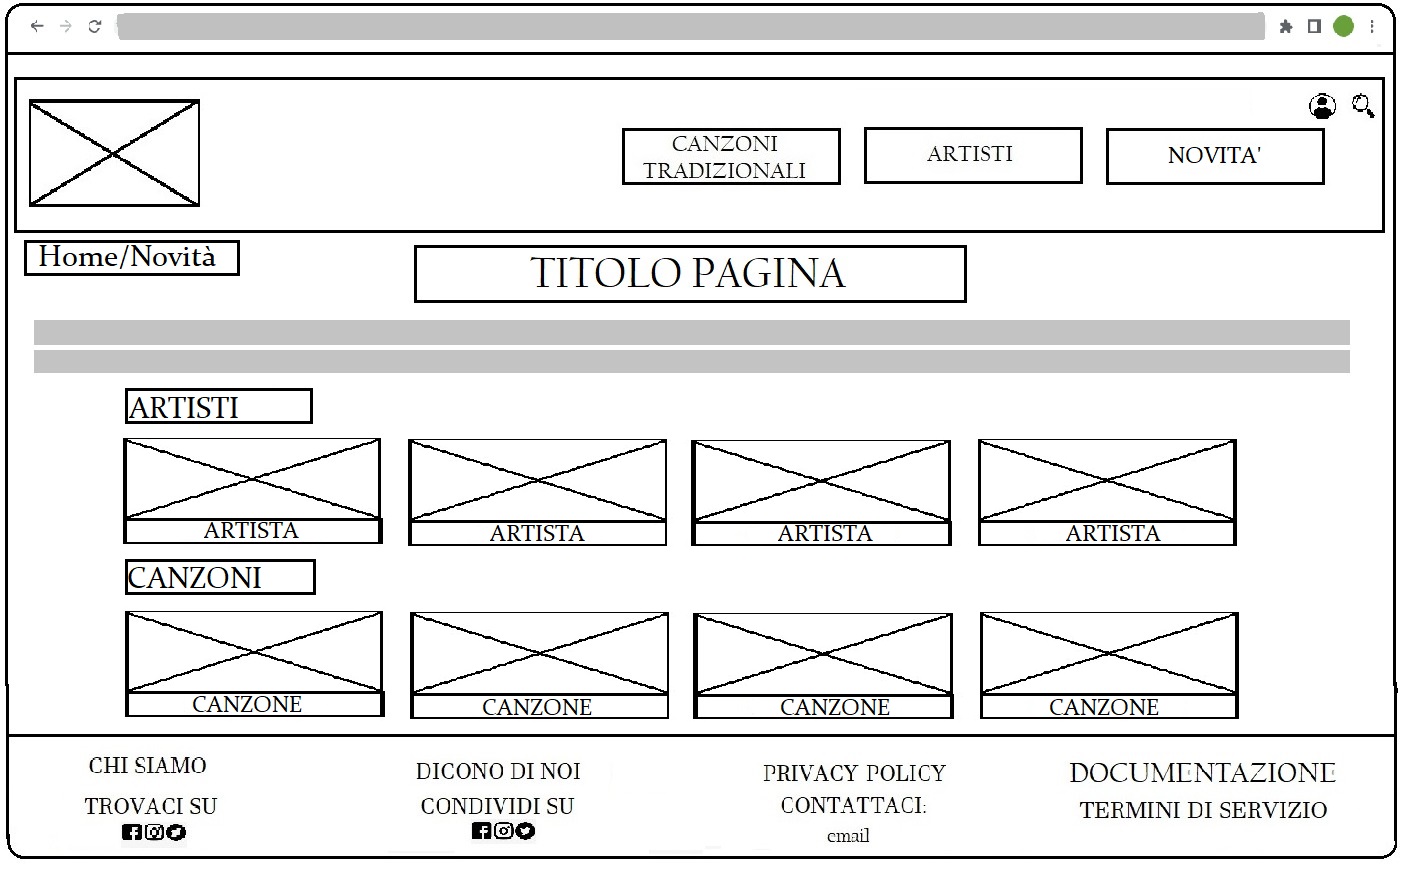 CANZONI
TRADIZIONALI
ARTISTI
NOVITA'
Home/Novità
TITOLO PAGINA
ARTISTI
ARTISTA
ARTISTA
ARTISTA
ARTISTA
CANZONI
CANZONE
CANZONE
CANZONE
CANZONE
CHI SIAMO
TROVACI SU
DICONO DI NOI
CONDIVIDI SU
PRIVACY POLICY
CONTATTACI:
email
DOCUMENTAZIONE
TERMINI DI SERVIZIO